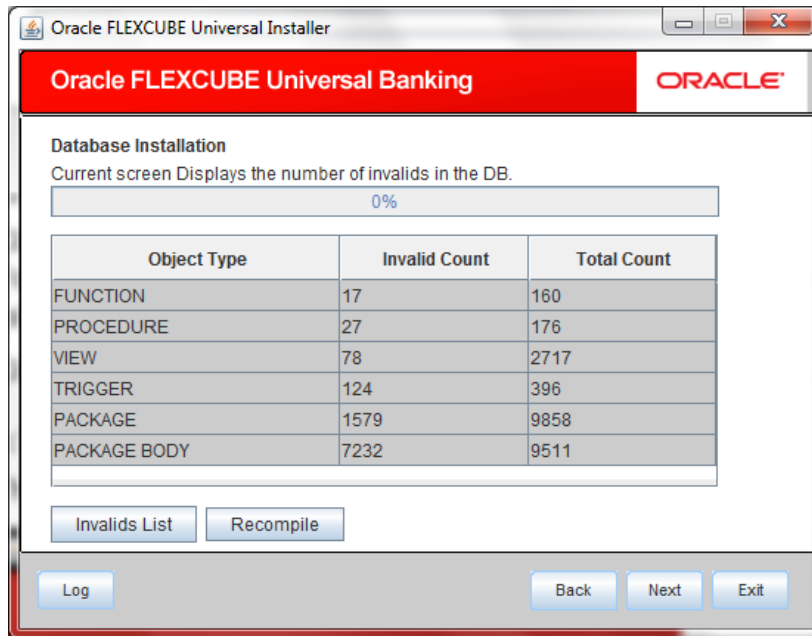 Oracle FLEXCUBE Universal Installer
Oracle FLEXCUBE Universal Banking ORACLE
Database Installation
Current screen Displays the number of invalids in the DB.
0%
Object Type Invalid Count Total Count
FUNCTION 17 160
PROCEDURE 27 176
VIEW 78 2717
TRIGGER 124 396
PACKAGE 1579 9858
PACKAGE BODY 7232 9511
Invalids List Recompile
Log Back Next Exit